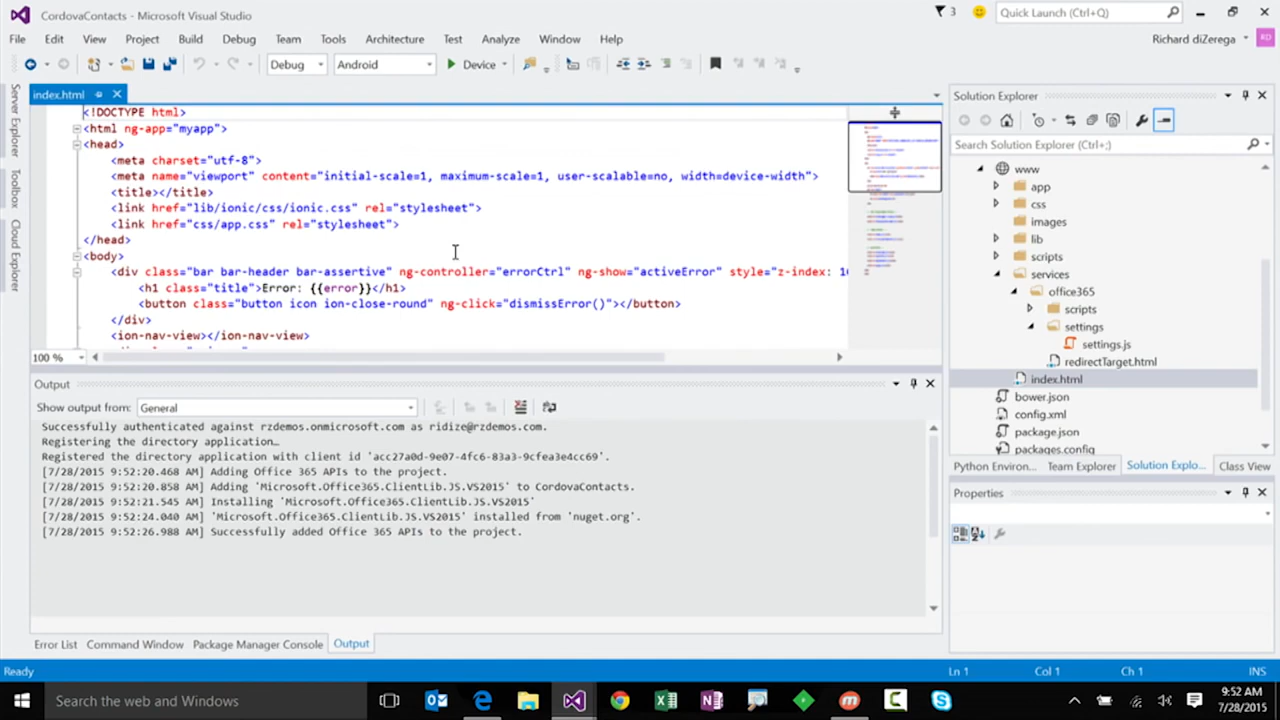 CordovaContacts - Microsoft Visual Studio
3
Quick Launch (Ctrl+Q)
File Edit View Project Build Debug Team Tools Architecture Test Analyze Window Help
Richard diZerega
RD
Debug Android Device
Server Explorer
Toolbox
Cloud Explorer
index.html
<!DOCTYPE html>
<html ng-app="myapp">
<head>
<meta charset="utf-8">
<meta name="viewport" content="initial-scale=1, maximum-scale=1, user-scalable=no, width=device-width">
<title></title>
<link href="lib/ionic/css/ionic.css" rel="stylesheet">
<link href="css/app.css" rel="stylesheet">
</head>
<body>
<div class="bar bar-header bar-assertive" ng-controller="errorCtrl" ng-show="activeError" style="z-index: 10
<h1 class="title">Error: {{error}}</h1>
<button class="button icon ion-close-round" ng-click="dismissError()"></button>
</div>
<ion-nav-view></ion-nav-view>
100 %
Output
Show output from: General
Successfully authenticated against rzdemos.onmicrosoft.com as ridize@rzdemos.com.
Registering the directory application…
Registered the directory application with client id 'acc27a0d-9e07-4fc6-83a3-9cfea3e4cc69'.
[7/28/2015 9:52:20.468 AM] Adding Office 365 APIs to the project.
[7/28/2015 9:52:20.858 AM] Adding 'Microsoft.Office365.ClientLib.JS.VS2015' to CordovaContacts.
[7/28/2015 9:52:21.545 AM] Installing 'Microsoft.Office365.ClientLib.JS.VS2015'
[7/28/2015 9:52:24.040 AM] 'Microsoft.Office365.ClientLib.JS.VS2015' installed from 'nuget.org'.
[7/28/2015 9:52:26.988 AM] Successfully added Office 365 APIs to the project.
Error List Command Window Package Manager Console Output
Solution Explorer
Search Solution Explorer (Ctrl+;)
www
app
css
images
lib
scripts
services
office365
scripts
settings
settings.js
redirectTarget.html
index.html
bower.json
config.xml
package.json
packages.config
Python Environ... Team Explorer Solution Explo... Class View
Properties
Ready
Ln 1 Col 1 Ch 1 INS
Search the web and Windows
9:52 AM
7/28/2015